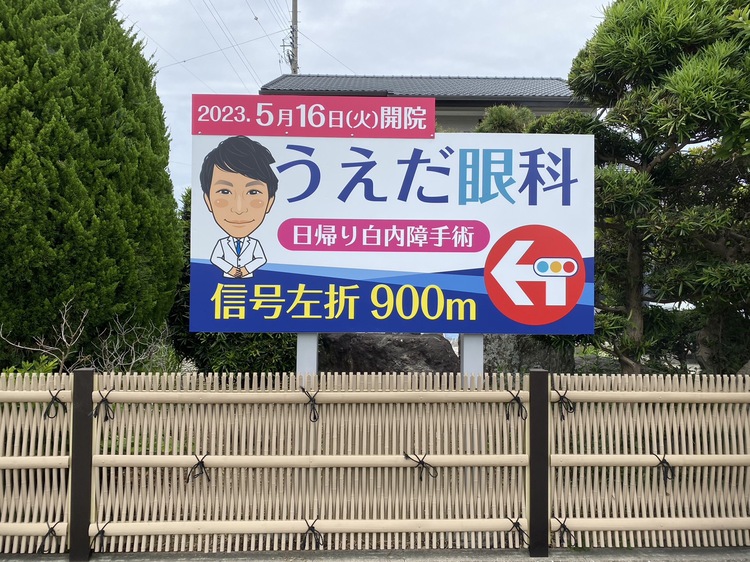 2023.5月16日(火)開院
うえだ眼科
日帰り白内障手術
信号左折 900m